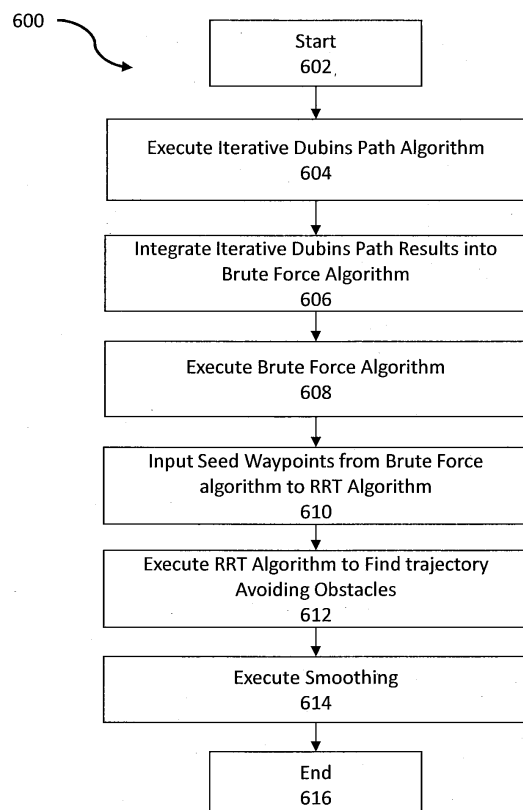 600
Start
602
Execute Iterative Dubins Path Algorithm
604
Integrate Iterative Dubins Path Results into
Brute Force Algorithm
606
Execute Brute Force Algorithm
608
Input Seed Waypoints from Brute Force
algorithm to RRT Algorithm
610
Execute RRT Algorithm to Find trajectory
Avoiding Obstacles
612
Execute Smoothing
614
End
616